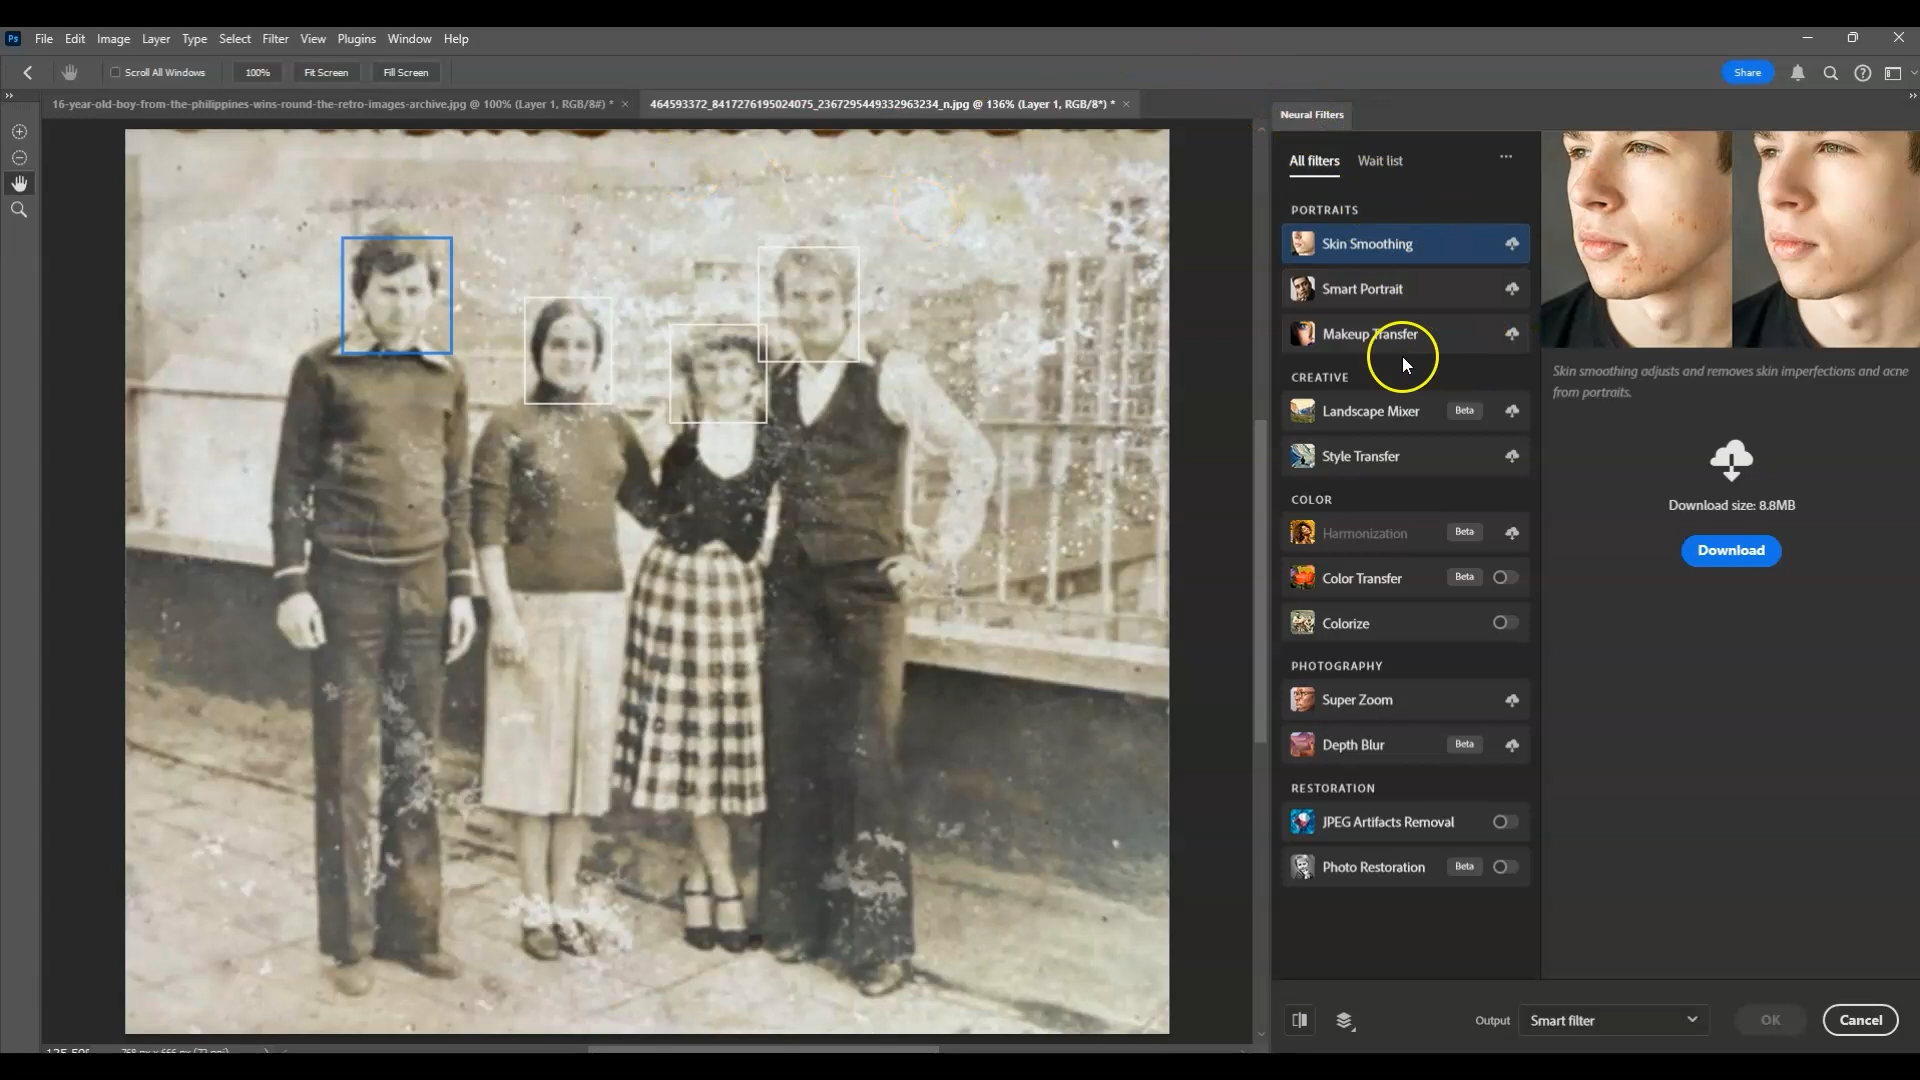 Ps File Edit Image Layer Type Select Filter View Plugins Window Help
Scroll All Windows 100% Fit Screen Fill Screen Share
16-year-old-boy-from-the-philippines-wins-round-the-retro-images-archive.jpg @ 100% (Layer 1, RGB/8#) * ×
464593372_8417276195024075_2367295449332963234_n.jpg @ 136% (Layer 1, RGB/8*) * ×
Neural Filters
All filters Wait list
PORTRAITS
Skin Smoothing
Smart Portrait
Makeup Transfer
CREATIVE
Landscape Mixer Beta
Style Transfer
COLOR
Harmonization Beta
Color Transfer Beta
Colorize
PHOTOGRAPHY
Super Zoom
Depth Blur Beta
RESTORATION
JPEG Artifacts Removal
Photo Restoration Beta
Skin smoothing adjusts and removes skin imperfections and acne
from portraits.
Download size: 8.8MB
Download
Output Smart filter OK Cancel